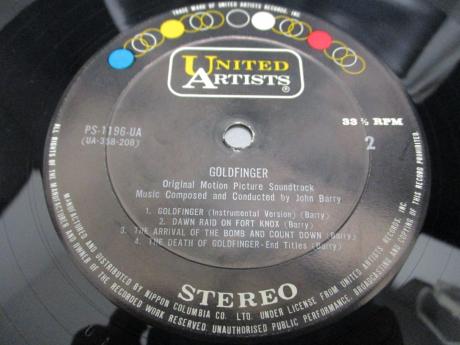 TRADE MARK OF UNITED ARTISTS RECORDS, INC.
UNITED
ARTISTS
®
PS-1196-UA
(UA-358-20B)
33 ⅓ RPM
2
GOLDFINGER
Original Motion Picture Soundtrack
Music Composed and Conducted by John Barry
1. GOLDFINGER (Instrumental Version) (Barry)
2. DAWN RAID ON FORT KNOX (Barry)
3. THE ARRIVAL OF THE BOMB AND COUNT DOWN (Barry)
4. THE DEATH OF GOLDFINGER-End Titles (Barry)
STEREO
MANUFACTURED AND DISTRIBUTED BY NIPPON COLUMBIA CO. LTD. UNDER LICENSE FROM UNITED ARTISTS RECORDS, INC.
ALL RIGHTS OF THE MANUFACTURER AND OWNER OF THE RECORDED WORK RESERVED. UNAUTHORISED PUBLIC PERFORMANCE, BROADCASTING AND COPYING OF THIS RECORD PROHIBITED.